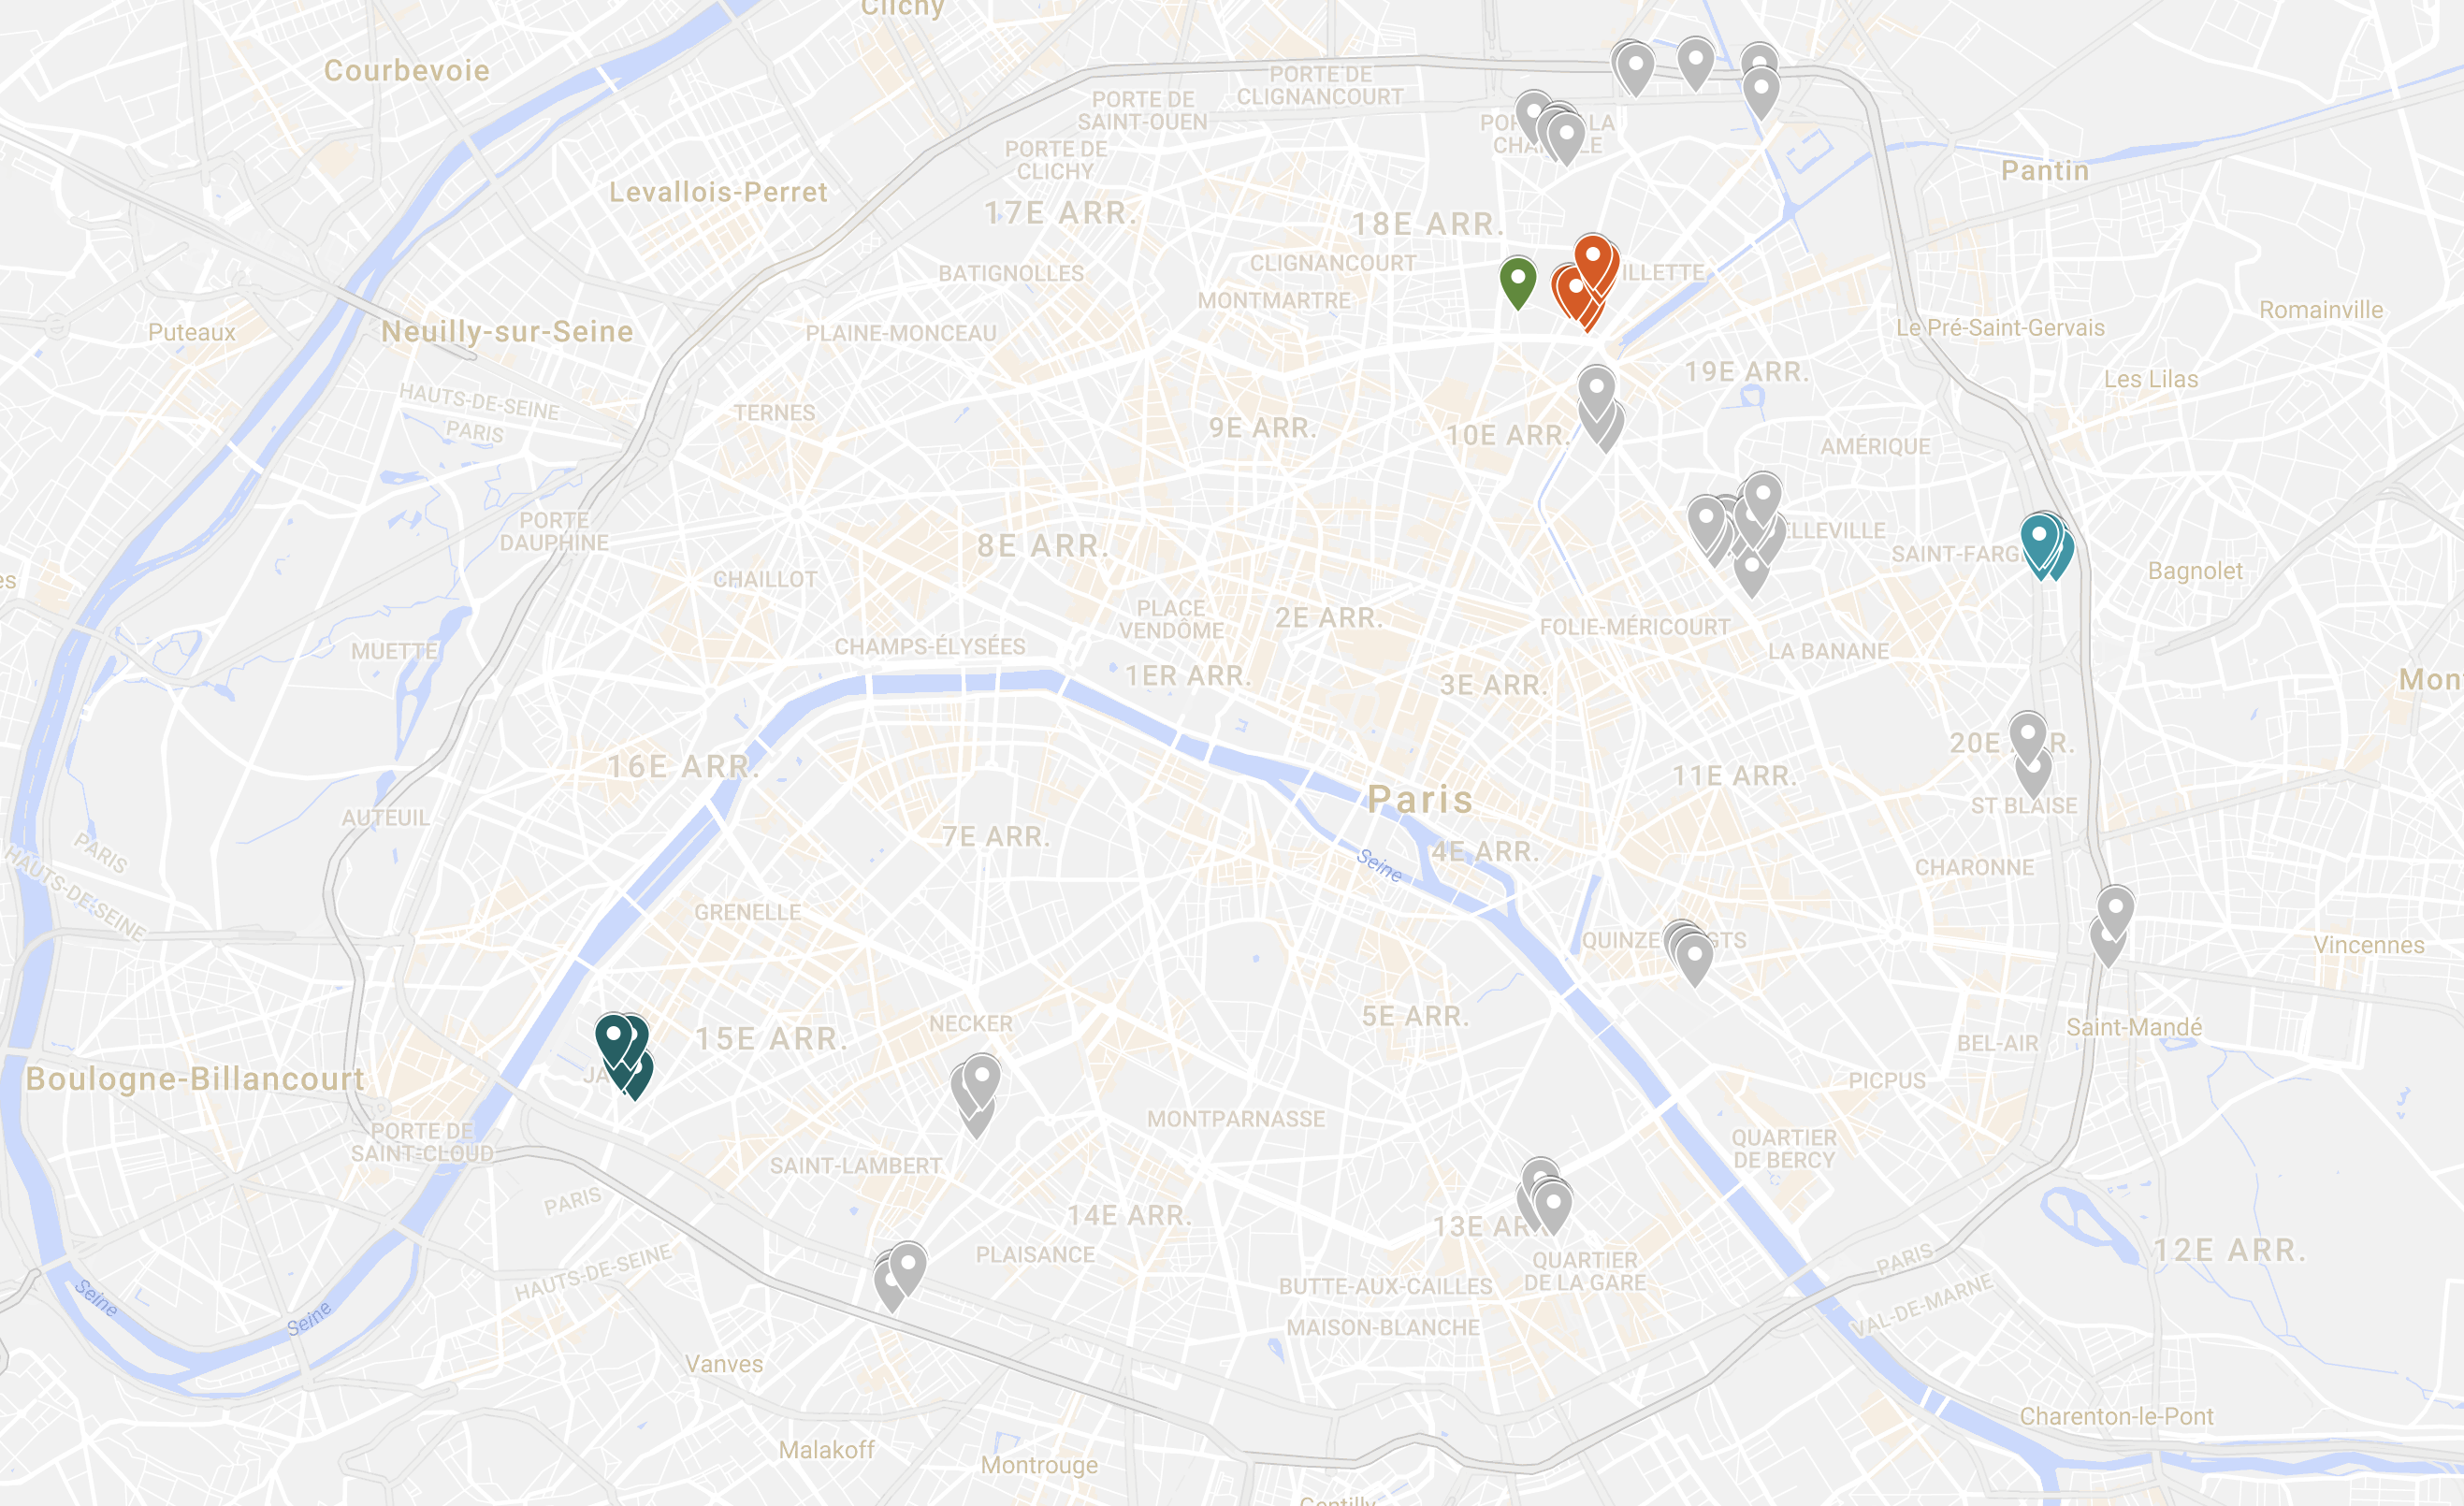 Clichy
Courbevoie
PORTE DE
CLIGNANCOURT
PORTE DE
SAINT-OUEN
PORTE DE
CLICHY
Pantin
Levallois-Perret
17E ARR.
18E ARR.
BATIGNOLLES
CLIGNANCOURT
ILLETTE
MONTMARTRE
Romainville
Puteaux
Neuilly-sur-Seine
PLAINE-MONCEAU
Le Pré-Saint-Gervais
19E ARR.
Les Lilas
HAUTS-DE-SEINE
PARIS
TERNES
9E ARR.
10E ARR.
AMÉRIQUE
PORTE
DAUPHINE
8E ARR.
ELLEVILLE
SAINT-FARG
Bagnolet
es
CHAILLOT
PLACE
VENDÔME
2E ARR.
FOLIE-MÉRICOURT
MUETTE
CHAMPS-ÉLYSÉES
LA BANANE
1ER ARR.
3E ARR.
Mon
20E
R.
16E ARR.
11E ARR.
Paris
ST BLAISE
AUTEUIL
7E ARR.
4E ARR.
PARIS
HAUTS-DE-SEINE
Seine
CHARONNE
GRENELLE
QUINZE
GTS
Vincennes
5E ARR.
NECKER
15E ARR.
Saint-Mandé
BEL-AIR
JA
Boulogne-Billancourt
PICPUS
MONTPARNASSE
PORTE DE
SAINT-CLOUD
QUARTIER
DE BERCY
SAINT-LAMBERT
PARIS
14E ARR.
13E AR
PLAISANCE
QUARTIER
DE LA GARE
PARIS
12E ARR.
HAUTS-DE-SEINE
BUTTE-AUX-CAILLES
VAL-DE-MARNE
Seine
Seine
MAISON-BLANCHE
Vanves
Charenton-le-Pont
Malakoff
Montrouge
Gentilly